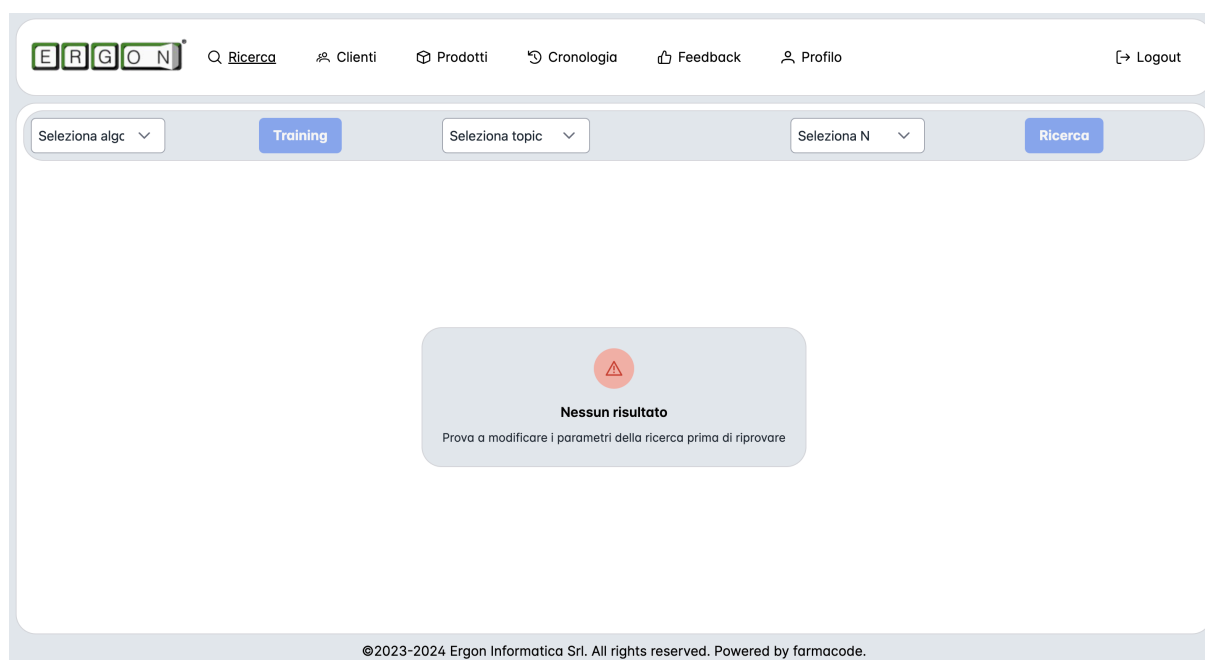 ERGON Ricerca Clienti Prodotti Cronologia Feedback Profilo Logout
Seleziona algc Training Seleziona topic Seleziona N Ricerca
Nessun risultato
Prova a modificare i parametri della ricerca prima di riprovare
©2023-2024 Ergon Informatica Srl. All rights reserved. Powered by farmacode.